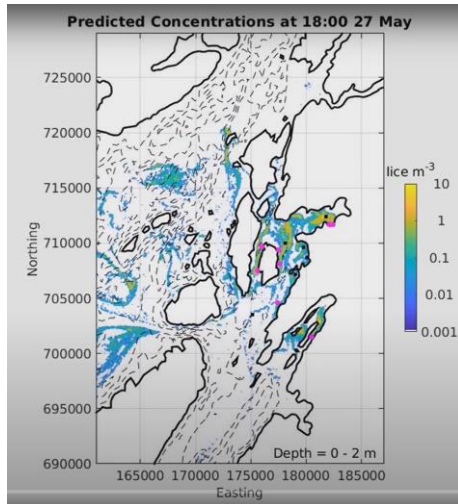 Predicted Concentrations at 18:00 27 May
725000
720000
715000
710000
705000
700000
695000
690000
Northing
165000 170000 175000 180000 185000
Easting
Depth = 0 - 2 m
lice m-3
10
1
0.1
0.01
0.001